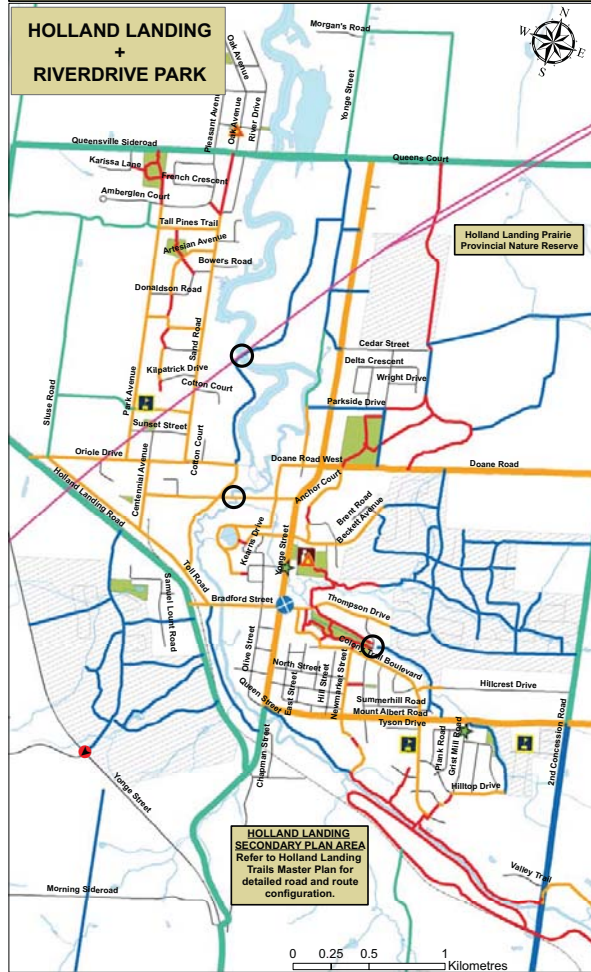 HOLLAND LANDING
+
RIVERDRIVE PARK
N
W
E
S
Morgan's Road
Oak Avenue
Pleasant Avenue
Oak Avenue
River Drive
Yonge Street
Queensville Sideroad
Queens Court
Karissa Lane
French Crescent
Amberglen Court
Tall Pines Trail
Artesian Avenue
Bowers Road
Holland Landing Prairie
Provincial Nature Reserve
Donaldson Road
Sand Road
Cedar Street
Delta Crescent
Wright Drive
Kilpatrick Drive
Cotton Court
Park Avenue
Sluse Road
Parkside Drive
Sunset Street
Cotton Court
Oriole Drive
Doane Road West
Doane Road
Holland Landing Road
Centennial Avenue
Anchor Court
Brent Road
Beckett Avenue
Kearns Drive
Yonge Street
Toll Road
Samuel Lount Road
Bradford Street
Thompson Drive
Colony Trail Boulevard
Olive Street
North Street
East Street
Hill Street
Newmarket Street
Queen Street
Summerhill Road
Hillcrest Drive
Mount Albert Road
Tyson Drive
Chapman Street
Plank Road
Grist Mill Road
2nd Concession Road
Hilltop Drive
Yonge Street
HOLLAND LANDING
SECONDARY PLAN AREA
Refer to Holland Landing
Trails Master Plan for
detailed road and route
configuration.
Valley Trail
Morning Sideroad
0 0.25 0.5 1
Kilometres